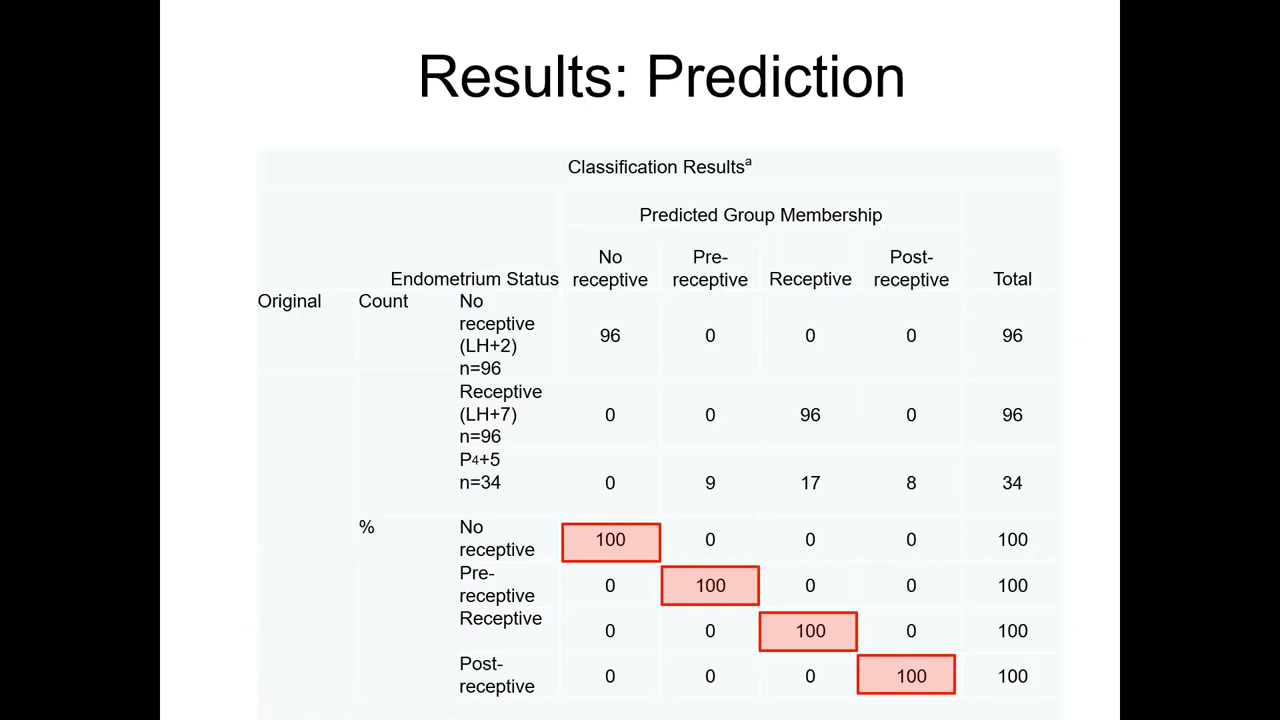 Results: Prediction
Classification Resultsa
Predicted Group Membership
Endometrium Status
No receptive
Pre-receptive
Receptive
Post-receptive
Total
Original
Count
No
receptive
(LH+2)
n=96
96 0 0 0 96
Receptive
(LH+7)
n=96
0 0 96 0 96
P4+5
n=34
0 9 17 8 34
%
No
receptive
100 0 0 0 100
Pre-
receptive
0 100 0 0 100
Receptive
0 0 100 0 100
Post-
receptive
0 0 0 100 100